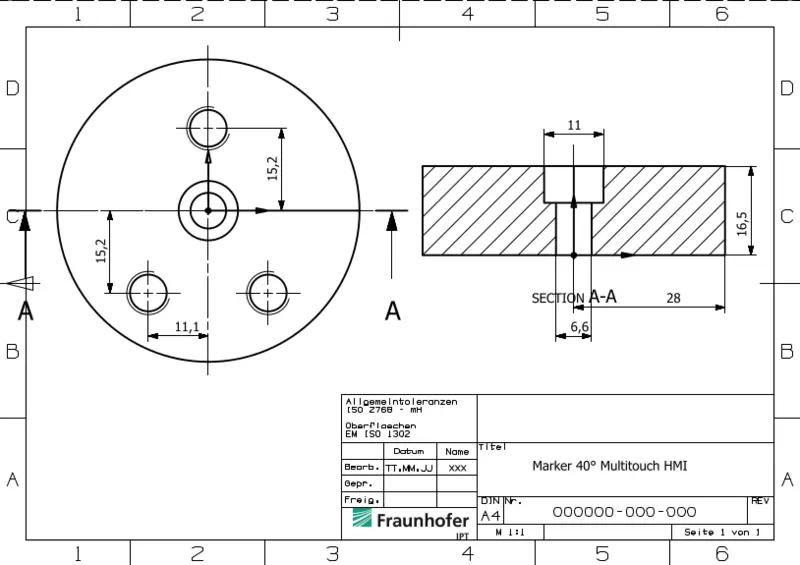 1 2 3 4 5 6
D D
15,2
11
C C
15,2
16,5
A A
SECTION A-A 28
6,6
11,1
B B
Allgemeintoleranzen
ISO 2768 - mH
Oberflaechen
EM ISO 1302
Datum Name
Titel
Bearb. TT.MM.JJ XXX
Marker 40° Multitouch HMI
Gepr.
A A
Freig.
DIN Nr. REV
A4 000000-000-000
Fraunhofer
IPT
M 1:1 Seite 1 von 1
1 2 3 4 5 6